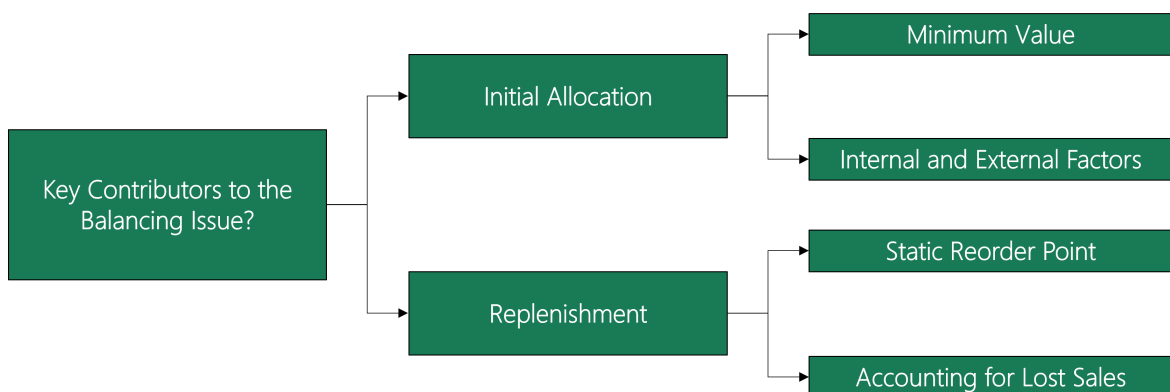 Key Contributors to the
Balancing Issue?
Initial Allocation
Minimum Value
Internal and External Factors
Replenishment
Static Reorder Point
Accounting for Lost Sales